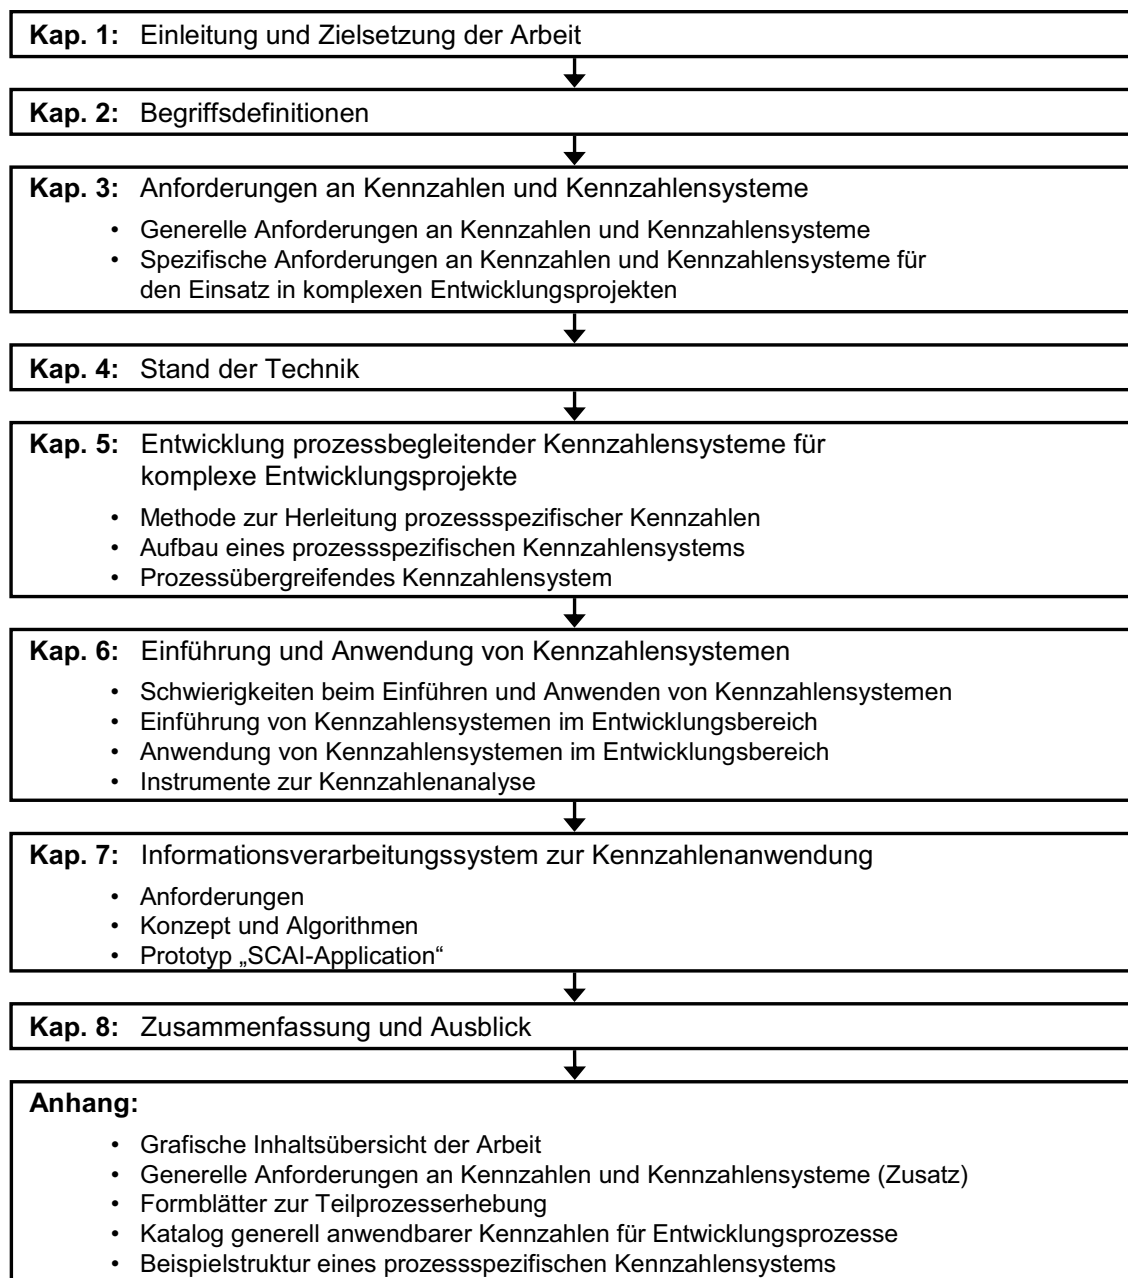 Kap. 1: Einleitung und Zielsetzung der Arbeit
Kap. 2: Begriffsdefinitionen
Kap. 3: Anforderungen an Kennzahlen und Kennzahlensysteme
• Generelle Anforderungen an Kennzahlen und Kennzahlensysteme
• Spezifische Anforderungen an Kennzahlen und Kennzahlensysteme für
den Einsatz in komplexen Entwicklungsprojekten
Kap. 4: Stand der Technik
Kap. 5: Entwicklung prozessbegleitender Kennzahlensysteme für
komplexe Entwicklungsprojekte
• Methode zur Herleitung prozessspezifischer Kennzahlen
• Aufbau eines prozessspezifischen Kennzahlensystems
• Prozessübergreifendes Kennzahlensystem
Kap. 6: Einführung und Anwendung von Kennzahlensystemen
• Schwierigkeiten beim Einführen und Anwenden von Kennzahlensystemen
• Einführung von Kennzahlensystemen im Entwicklungsbereich
• Anwendung von Kennzahlensystemen im Entwicklungsbereich
• Instrumente zur Kennzahlenanalyse
Kap. 7: Informationsverarbeitungssystem zur Kennzahlenanwendung
• Anforderungen
• Konzept und Algorithmen
• Prototyp „SCAI-Application“
Kap. 8: Zusammenfassung und Ausblick
Anhang:
• Grafische Inhaltsübersicht der Arbeit
• Generelle Anforderungen an Kennzahlen und Kennzahlensysteme (Zusatz)
• Formblätter zur Teilprozesserhebung
• Katalog generell anwendbarer Kennzahlen für Entwicklungsprozesse
• Beispielstruktur eines prozessspezifischen Kennzahlensystems